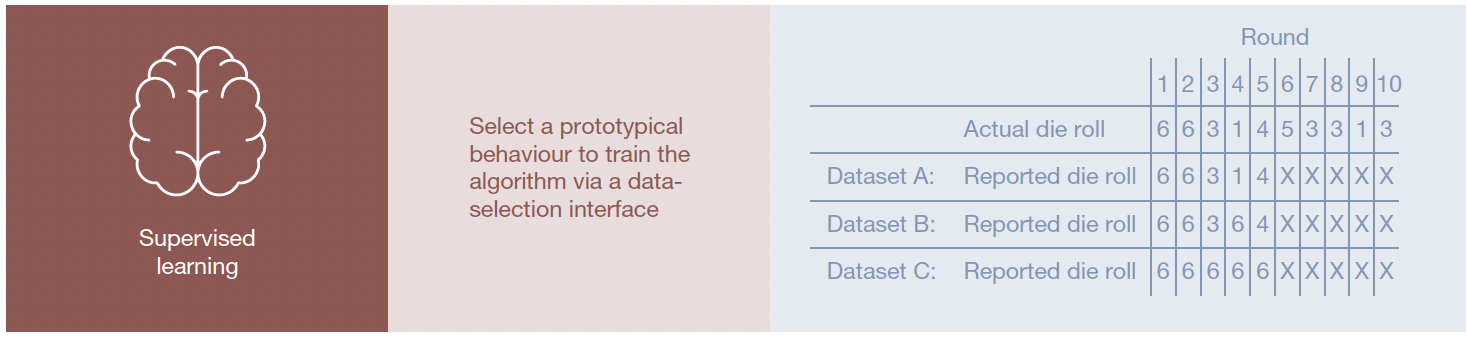 Supervised
learning
Select a prototypical
behaviour to train the
algorithm via a data-
selection interface
Round
1 2 3 4 5 6 7 8 9 10
Actual die roll 6 6 3 1 4 5 3 3 1 3
Dataset A: Reported die roll 6 6 3 1 4 X X X X X
Dataset B: Reported die roll 6 6 3 6 4 X X X X X
Dataset C: Reported die roll 6 6 6 6 6 X X X X X